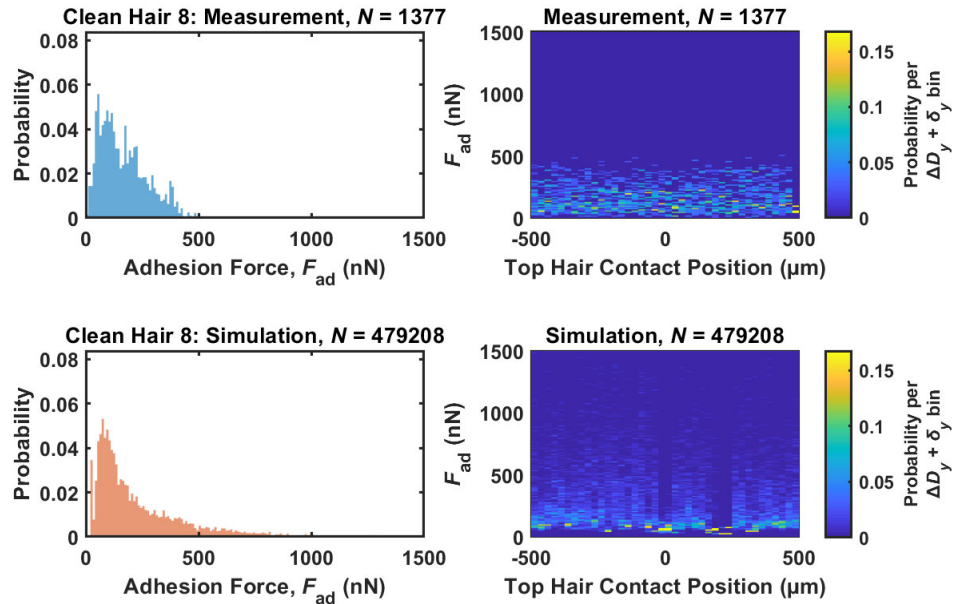 Clean Hair 8: Measurement, N = 1377
0.08
0.06
0.04
0.02
0
Probability
0 500 1000 1500
Adhesion Force, Fad (nN)
Measurement, N = 1377
1500
1000
500
0
Fad (nN)
-500 0 500
Top Hair Contact Position (μm)
0.15
0.1
0.05
0
Probability per
ΔDy + δy bin
Clean Hair 8: Simulation, N = 479208
0.08
0.06
0.04
0.02
0
Probability
0 500 1000 1500
Adhesion Force, Fad (nN)
Simulation, N = 479208
1500
1000
500
0
Fad (nN)
-500 0 500
Top Hair Contact Position (μm)
0.15
0.1
0.05
0
Probability per
ΔDy + δy bin